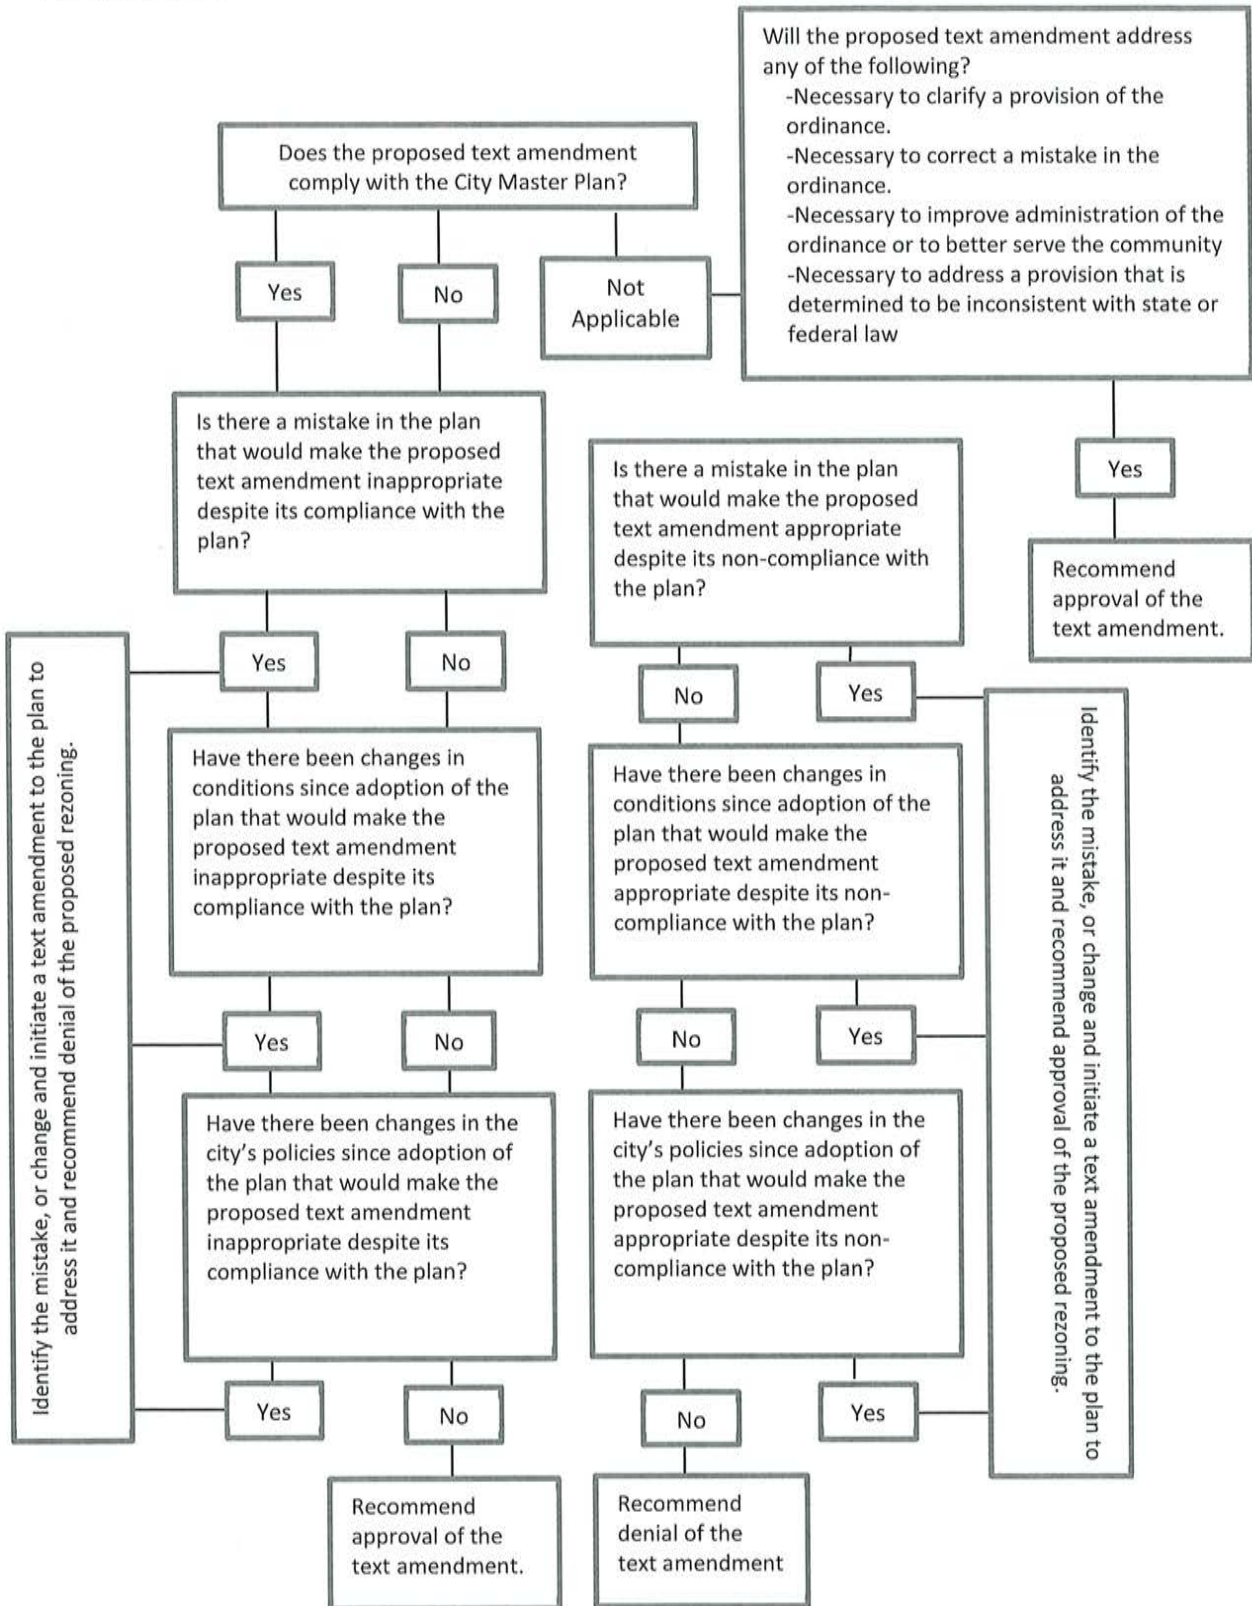 Will the proposed text amendment address
any of the following?
-Necessary to clarify a provision of the
ordinance.
-Necessary to correct a mistake in the
ordinance.
-Necessary to improve administration of the
ordinance or to better serve the community
-Necessary to address a provision that is
determined to be inconsistent with state or
federal law
Does the proposed text amendment
comply with the City Master Plan?
Yes
No
Not
Applicable
Is there a mistake in the plan
that would make the proposed
text amendment inappropriate
despite its compliance with the
plan?
Is there a mistake in the plan
that would make the proposed
text amendment appropriate
despite its non-compliance with
the plan?
Yes
Recommend
approval of the
text amendment.
Yes
No
No
Yes
Identify the mistake, or change and initiate a text amendment to the plan to
address it and recommend denial of the proposed rezoning.
Have there been changes in
conditions since adoption of the
plan that would make the
proposed text amendment
inappropriate despite its
compliance with the plan?
Have there been changes in
conditions since adoption of the
plan that would make the
proposed text amendment
appropriate despite its non-
compliance with the plan?
Identify the mistake, or change and initiate a text amendment to the plan to
address it and recommend approval of the proposed rezoning.
Yes
No
No
Yes
Have there been changes in the
city's policies since adoption of
the plan that would make the
proposed text amendment
inappropriate despite its
compliance with the plan?
Have there been changes in the
city's policies since adoption of
the plan that would make the
proposed text amendment
appropriate despite its non-
compliance with the plan?
Yes
No
No
Yes
Recommend
approval of the
text amendment.
Recommend
denial of the
text amendment